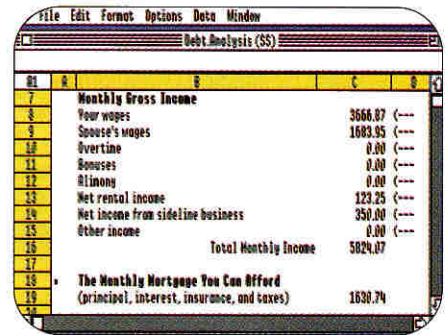 File Edit Format Options Data Window
Debt Analysis (SS)
A1 A B C D
7 Monthly Gross Income
8 Your wages 3666.87 (---
9 Spouse's wages 1683.95 (---
10 Overtime 0.00 (---
11 Bonuses 0.00 (---
12 Alimony 0.00 (---
13 Net rental income 123.25 (---
14 Net income from sideline business 350.00 (---
15 Other income 0.00 (---
16 Total Monthly Income 5824.07
17
18 The Monthly Mortgage You Can Afford
19 (principal, interest, insurance, and taxes) 1630.74